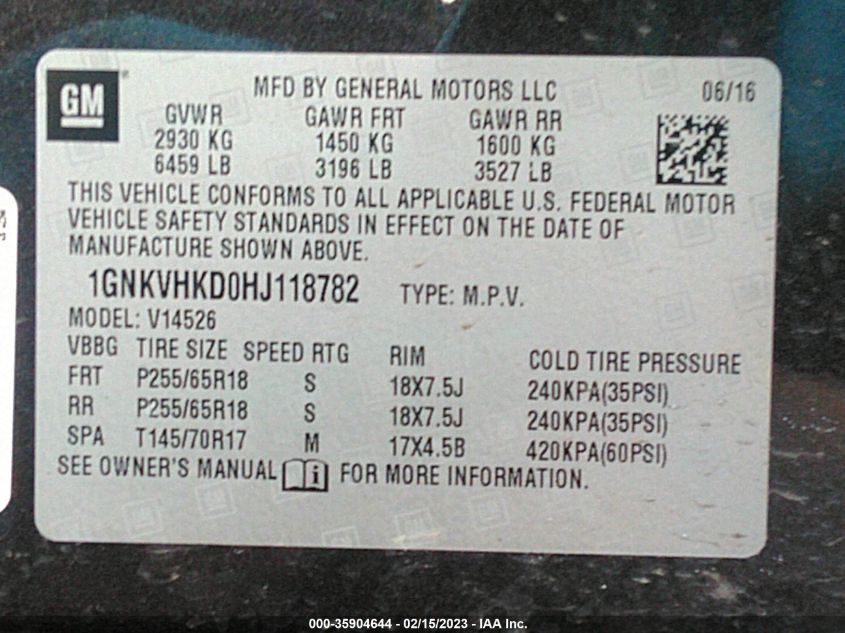 GM
MFD BY GENERAL MOTORS LLC 06/16
GVWR GAWR FRT GAWR RR
2930 KG 1450 KG 1600 KG
6459 LB 3196 LB 3527 LB
THIS VEHICLE CONFORMS TO ALL APPLICABLE U.S. FEDERAL MOTOR
VEHICLE SAFETY STANDARDS IN EFFECT ON THE DATE OF
MANUFACTURE SHOWN ABOVE.
1GNKVHKD0HJ118782 TYPE: M.P.V.
MODEL: V14526
VBBG TIRE SIZE SPEED RTG RIM COLD TIRE PRESSURE
FRT P255/65R18 S 18X7.5J 240KPA(35PSI)
RR P255/65R18 S 18X7.5J 240KPA(35PSI)
SPA T145/70R17 M 17X4.5B 420KPA(60PSI)
SEE OWNER'S MANUAL i FOR MORE INFORMATION.
000-35904644 - 02/15/2023 - IAA Inc.